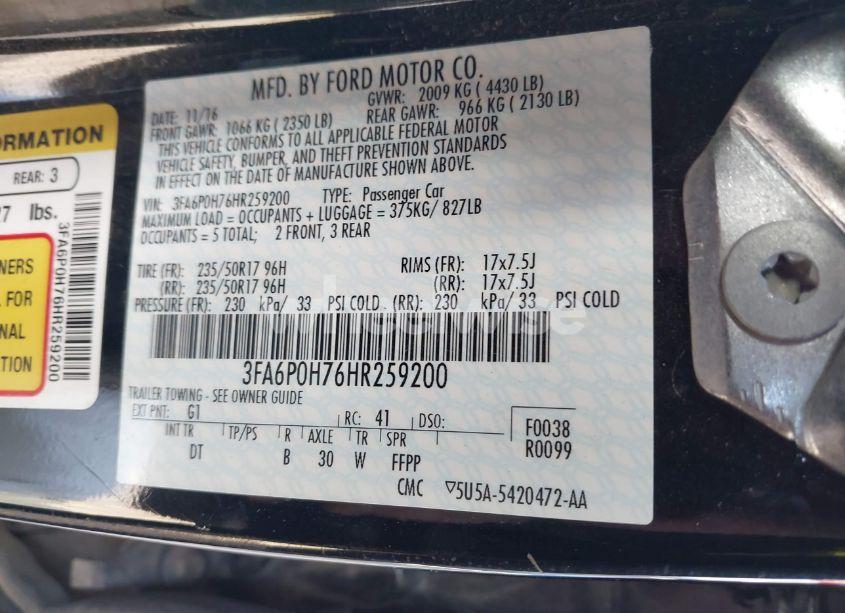 MFD. BY FORD MOTOR CO.
DATE: 11/16 GVWR: 2009 KG ( 4430 LB)
FRONT GAWR: 1066 KG ( 2350 LB) REAR GAWR: 966 KG ( 2130 LB)
THIS VEHICLE CONFORMS TO ALL APPLICABLE FEDERAL MOTOR
VEHICLE SAFETY, BUMPER, AND THEFT PREVENTION STANDARDS
IN EFFECT ON THE DATE OF MANUFACTURE SHOWN ABOVE.
VIN: 3FA6P0H76HR259200 TYPE: Passenger Car
MAXIMUM LOAD = OCCUPANTS + LUGGAGE = 375KG/ 827LB
OCCUPANTS = 5 TOTAL; 2 FRONT, 3 REAR
TIRE (FR): 235/50R17 96H RIMS (FR): 17x7.5J
(RR): 235/50R17 96H (RR): 17x7.5J
PRESSURE (FR): 230 kPa/ 33 PSI COLD . (RR): 230 kPa/ 33 PSI COLD
wheelwise
3FA6P0H76HR259200
TRAILER TOWING - SEE OWNER GUIDE
EXT PNT: G1 RC: 41 DSO: F0038
INT TR TP/PS R AXLE TR SPR R0099
DT B 30 W FFPP
CMC ▽5U5A-5420472-AA
ORMATION
REAR: 3
27 lbs.
NERS
L FOR
NAL
TION
3FA6P0H76HR259200